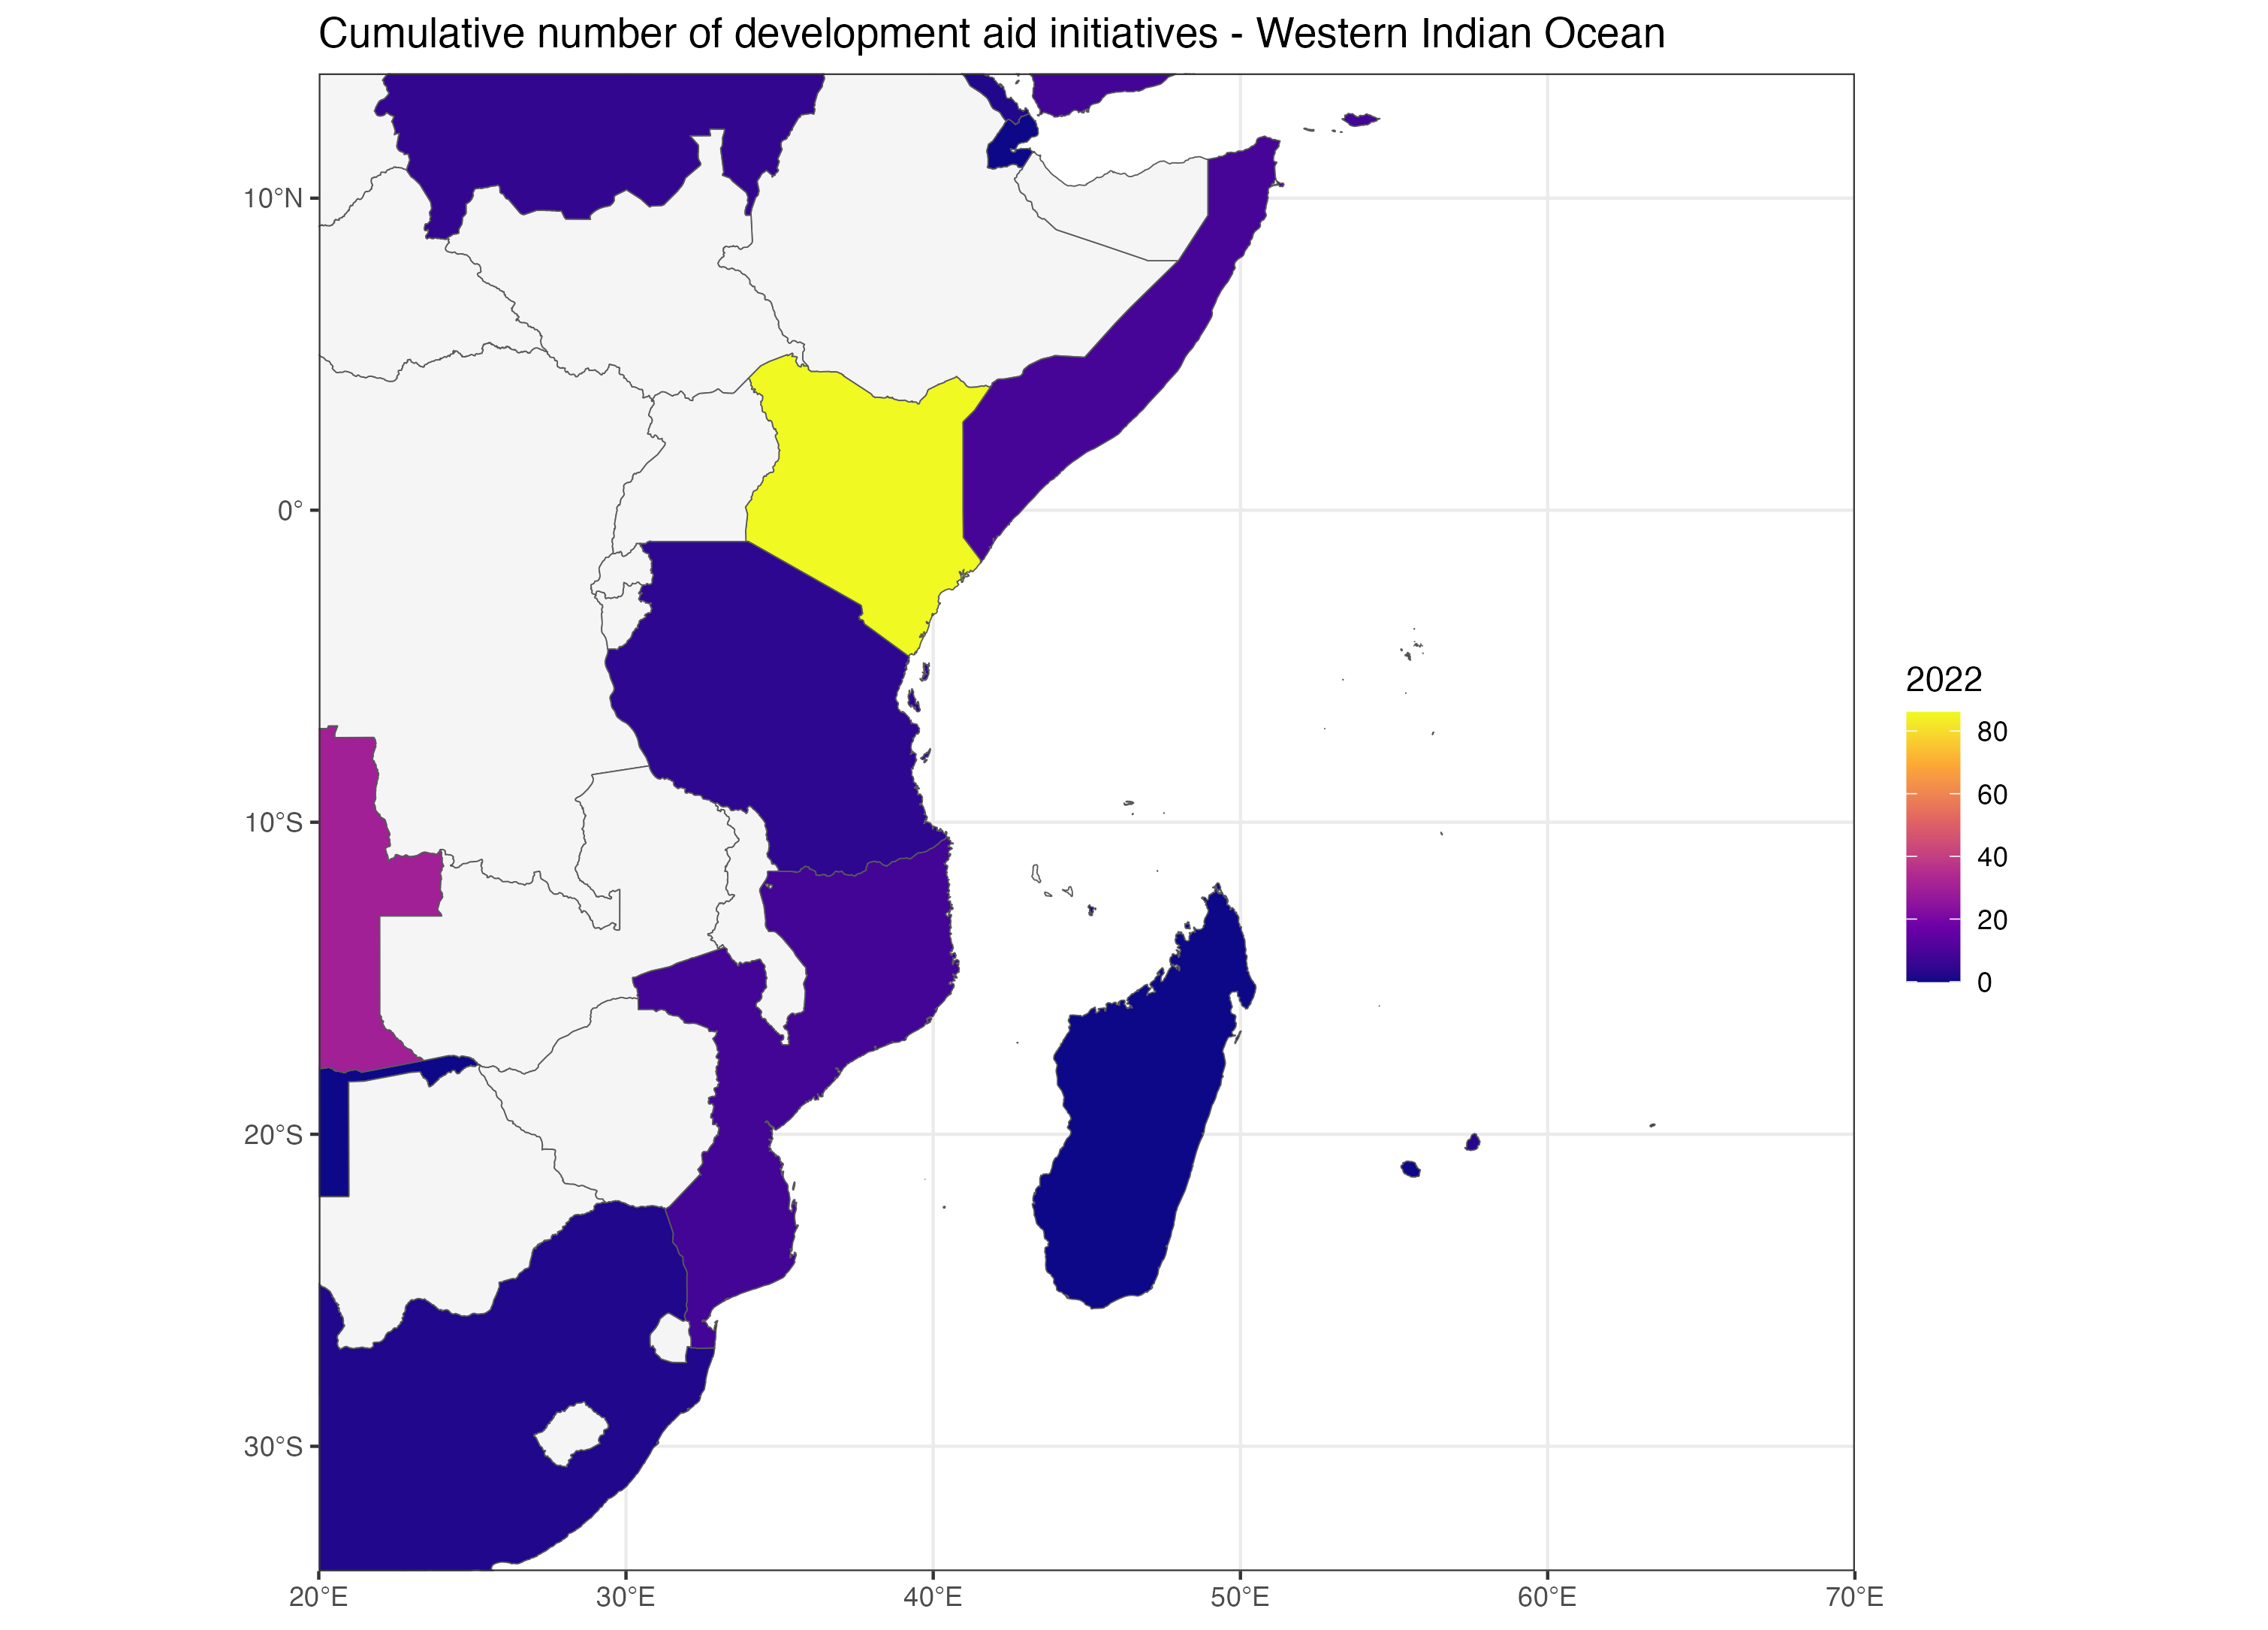 Cumulative number of development aid initiatives - Western Indian Ocean
10°N
0°
10°S
20°S
30°S
20°E
30°E
40°E
50°E
60°E
70°E
2022
80
60
40
20
0